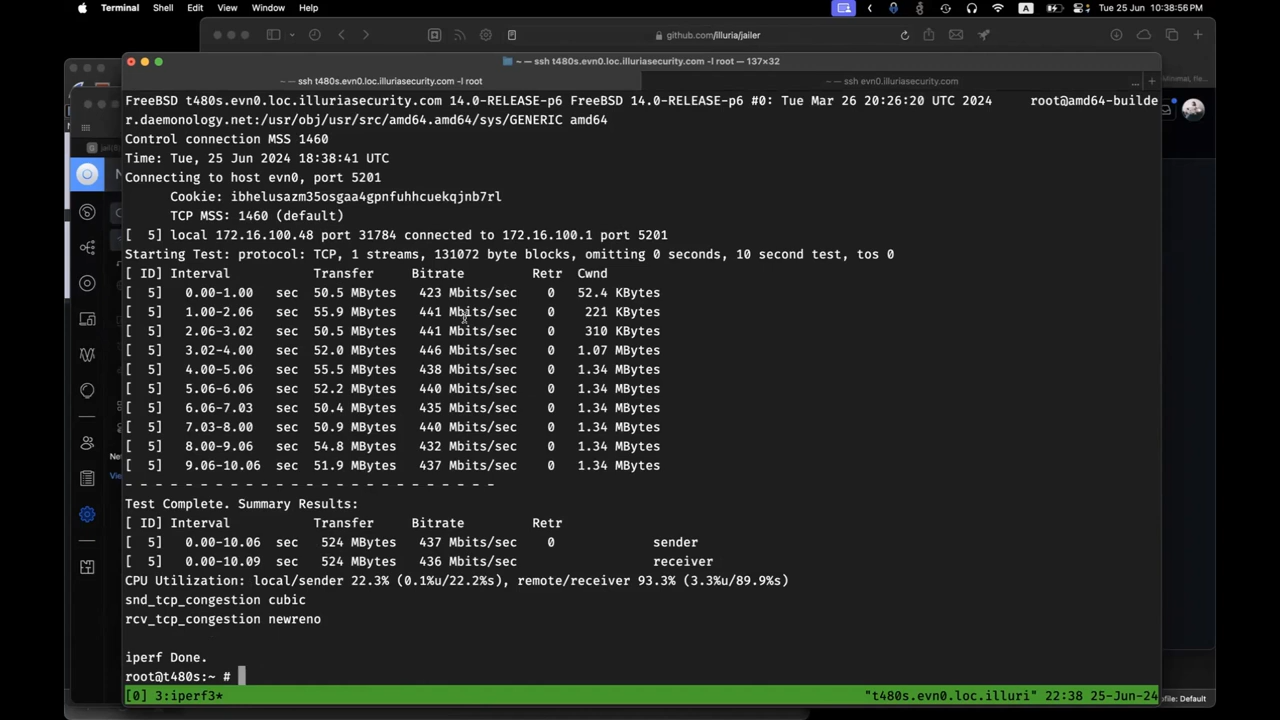 Terminal Shell Edit View Window Help A Tue 25 Jun 10:38:56 PM
github.com/illuria/jailer
~ — ssh t480s.evn0.loc.illuriasecurity.com -l root — 137×32
~ — ssh t480s.evn0.loc.illuriasecurity.com -l root
~ — ssh evn0.loc.illuriasecurity.com ...
FreeBSD t480s.evn0.loc.illuriasecurity.com 14.0-RELEASE-p6 FreeBSD 14.0-RELEASE-p6 #0: Tue Mar 26 20:26:20 UTC 2024     root@amd64-builde
r.daemonology.net:/usr/obj/usr/src/amd64.amd64/sys/GENERIC amd64
Control connection MSS 1460
Time: Tue, 25 Jun 2024 18:38:41 UTC
Connecting to host evn0, port 5201
      Cookie: ibhelusazm35osgaa4gpnfuhhcuekqjnb7rl
      TCP MSS: 1460 (default)
[  5] local 172.16.100.48 port 31784 connected to 172.16.100.1 port 5201
Starting Test: protocol: TCP, 1 streams, 131072 byte blocks, omitting 0 seconds, 10 second test, tos 0
[ ID] Interval           Transfer     Bitrate         Retr  Cwnd
[  5]   0.00-1.00   sec  50.5 MBytes   423 Mbits/sec    0   52.4 KBytes
[  5]   1.00-2.06   sec  55.9 MBytes   441 Mbits/sec    0    221 KBytes
[  5]   2.06-3.02   sec  50.5 MBytes   441 Mbits/sec    0    310 KBytes
[  5]   3.02-4.00   sec  52.0 MBytes   446 Mbits/sec    0   1.07 MBytes
[  5]   4.00-5.06   sec  55.5 MBytes   438 Mbits/sec    0   1.34 MBytes
[  5]   5.06-6.06   sec  52.2 MBytes   440 Mbits/sec    0   1.34 MBytes
[  5]   6.06-7.03   sec  50.4 MBytes   435 Mbits/sec    0   1.34 MBytes
[  5]   7.03-8.00   sec  50.9 MBytes   440 Mbits/sec    0   1.34 MBytes
[  5]   8.00-9.06   sec  54.8 MBytes   432 Mbits/sec    0   1.34 MBytes
[  5]   9.06-10.06  sec  51.9 MBytes   437 Mbits/sec    0   1.34 MBytes
- - - - - - - - - - - - - - - - - - - - - - - - -
Test Complete. Summary Results:
[ ID] Interval           Transfer     Bitrate         Retr
[  5]   0.00-10.06  sec   524 MBytes   437 Mbits/sec    0             sender
[  5]   0.00-10.09  sec   524 MBytes   436 Mbits/sec                  receiver
CPU Utilization: local/sender 22.3% (0.1%u/22.2%s), remote/receiver 93.3% (3.3%u/89.9%s)
snd_tcp_congestion cubic
rcv_tcp_congestion newreno
iperf Done.
root@t480s:~ #
[0] 3:iperf3* "t480s.evn0.loc.illuri" 22:38 25-Jun-24